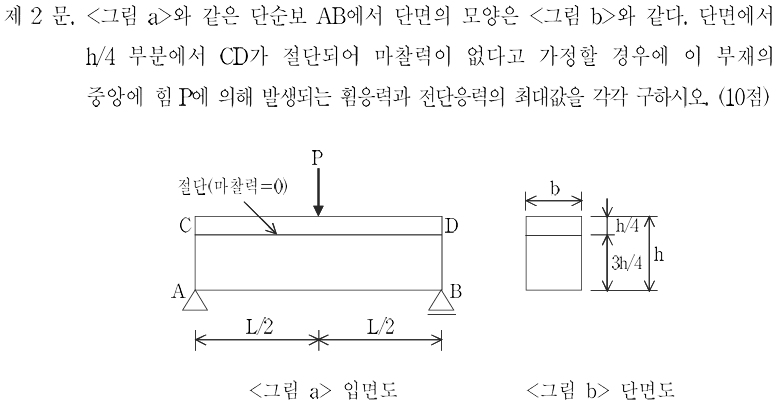 제 2 문. <그림 a>와 같은 단순보 AB에서 단면의 모양은 <그림 b>와 같다. 단면에서
h/4 부분에서 CD가 절단되어 마찰력이 없다고 가정할 경우에 이 부재의
중앙에 힘 P에 의해 발생되는 휨응력과 전단응력의 최대값을 각각 구하시오. (10점)
P
절단(마찰력=0)
b
C
D
h/4
3h/4
h
A
B
L/2
L/2
<그림 a> 입면도
<그림 b> 단면도